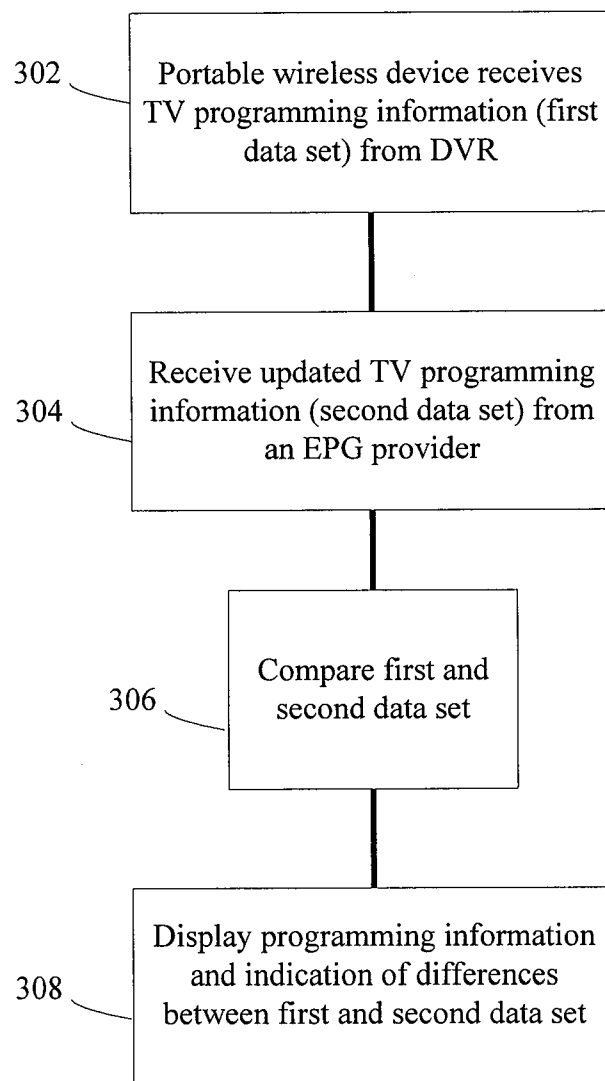 302
Portable wireless device receives
TV programming information (first
data set) from DVR
304
Receive updated TV programming
information (second data set) from
an EPG provider
306
Compare first and
second data set
308
Display programming information
and indication of differences
between first and second data set